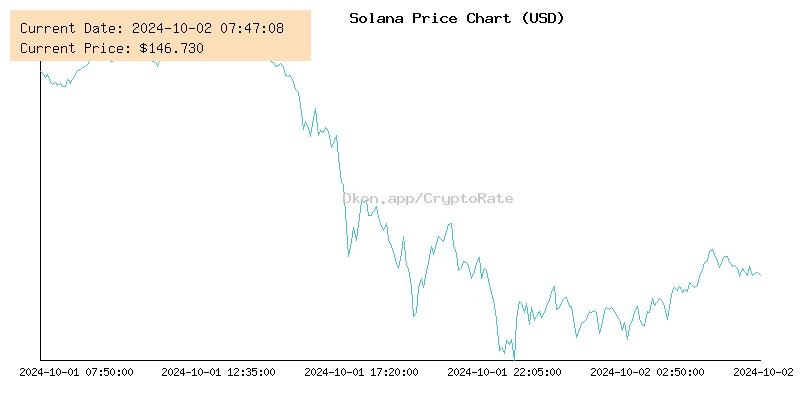 Solana Price Chart (USD)
Current Date: 2024-10-02 07:47:08
Current Price: $146.730
Okon.app/CryptoRate
2024-10-01 07:50:00 2024-10-01 12:35:00 2024-10-01 17:20:00 2024-10-01 22:05:00 2024-10-02 02:50:00 2024-10-02